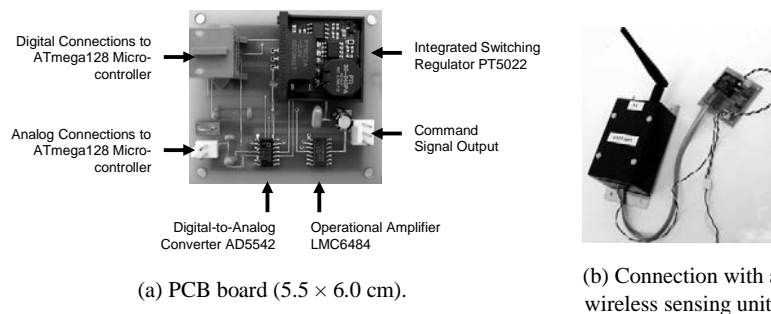 Digital Connections to
ATmega128 Micro-
controller
Integrated Switching
Regulator PT5022
Analog Connections to
ATmega128 Micro-
controller
Command
Signal Output
Digital-to-Analog
Converter AD5542
Operational Amplifier
LMC6484
(a) PCB board (5.5 × 6.0 cm).
(b) Connection with a
wireless sensing unit